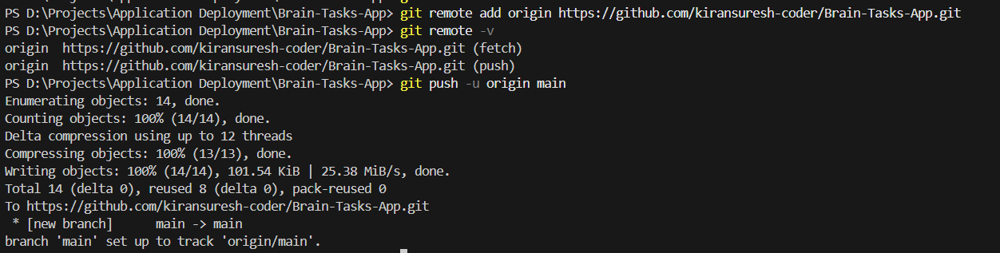 PS D:\Projects\Application Deployment\Brain-Tasks-App> git remote add origin https://github.com/kiransuresh-coder/Brain-Tasks-App.git
PS D:\Projects\Application Deployment\Brain-Tasks-App> git remote -v
origin  https://github.com/kiransuresh-coder/Brain-Tasks-App.git (fetch)
origin  https://github.com/kiransuresh-coder/Brain-Tasks-App.git (push)
PS D:\Projects\Application Deployment\Brain-Tasks-App> git push -u origin main
Enumerating objects: 14, done.
Counting objects: 100% (14/14), done.
Delta compression using up to 12 threads
Compressing objects: 100% (13/13), done.
Writing objects: 100% (14/14), 101.54 KiB | 25.38 MiB/s, done.
Total 14 (delta 0), reused 8 (delta 0), pack-reused 0
To https://github.com/kiransuresh-coder/Brain-Tasks-App.git
 * [new branch]      main -> main
branch 'main' set up to track 'origin/main'.